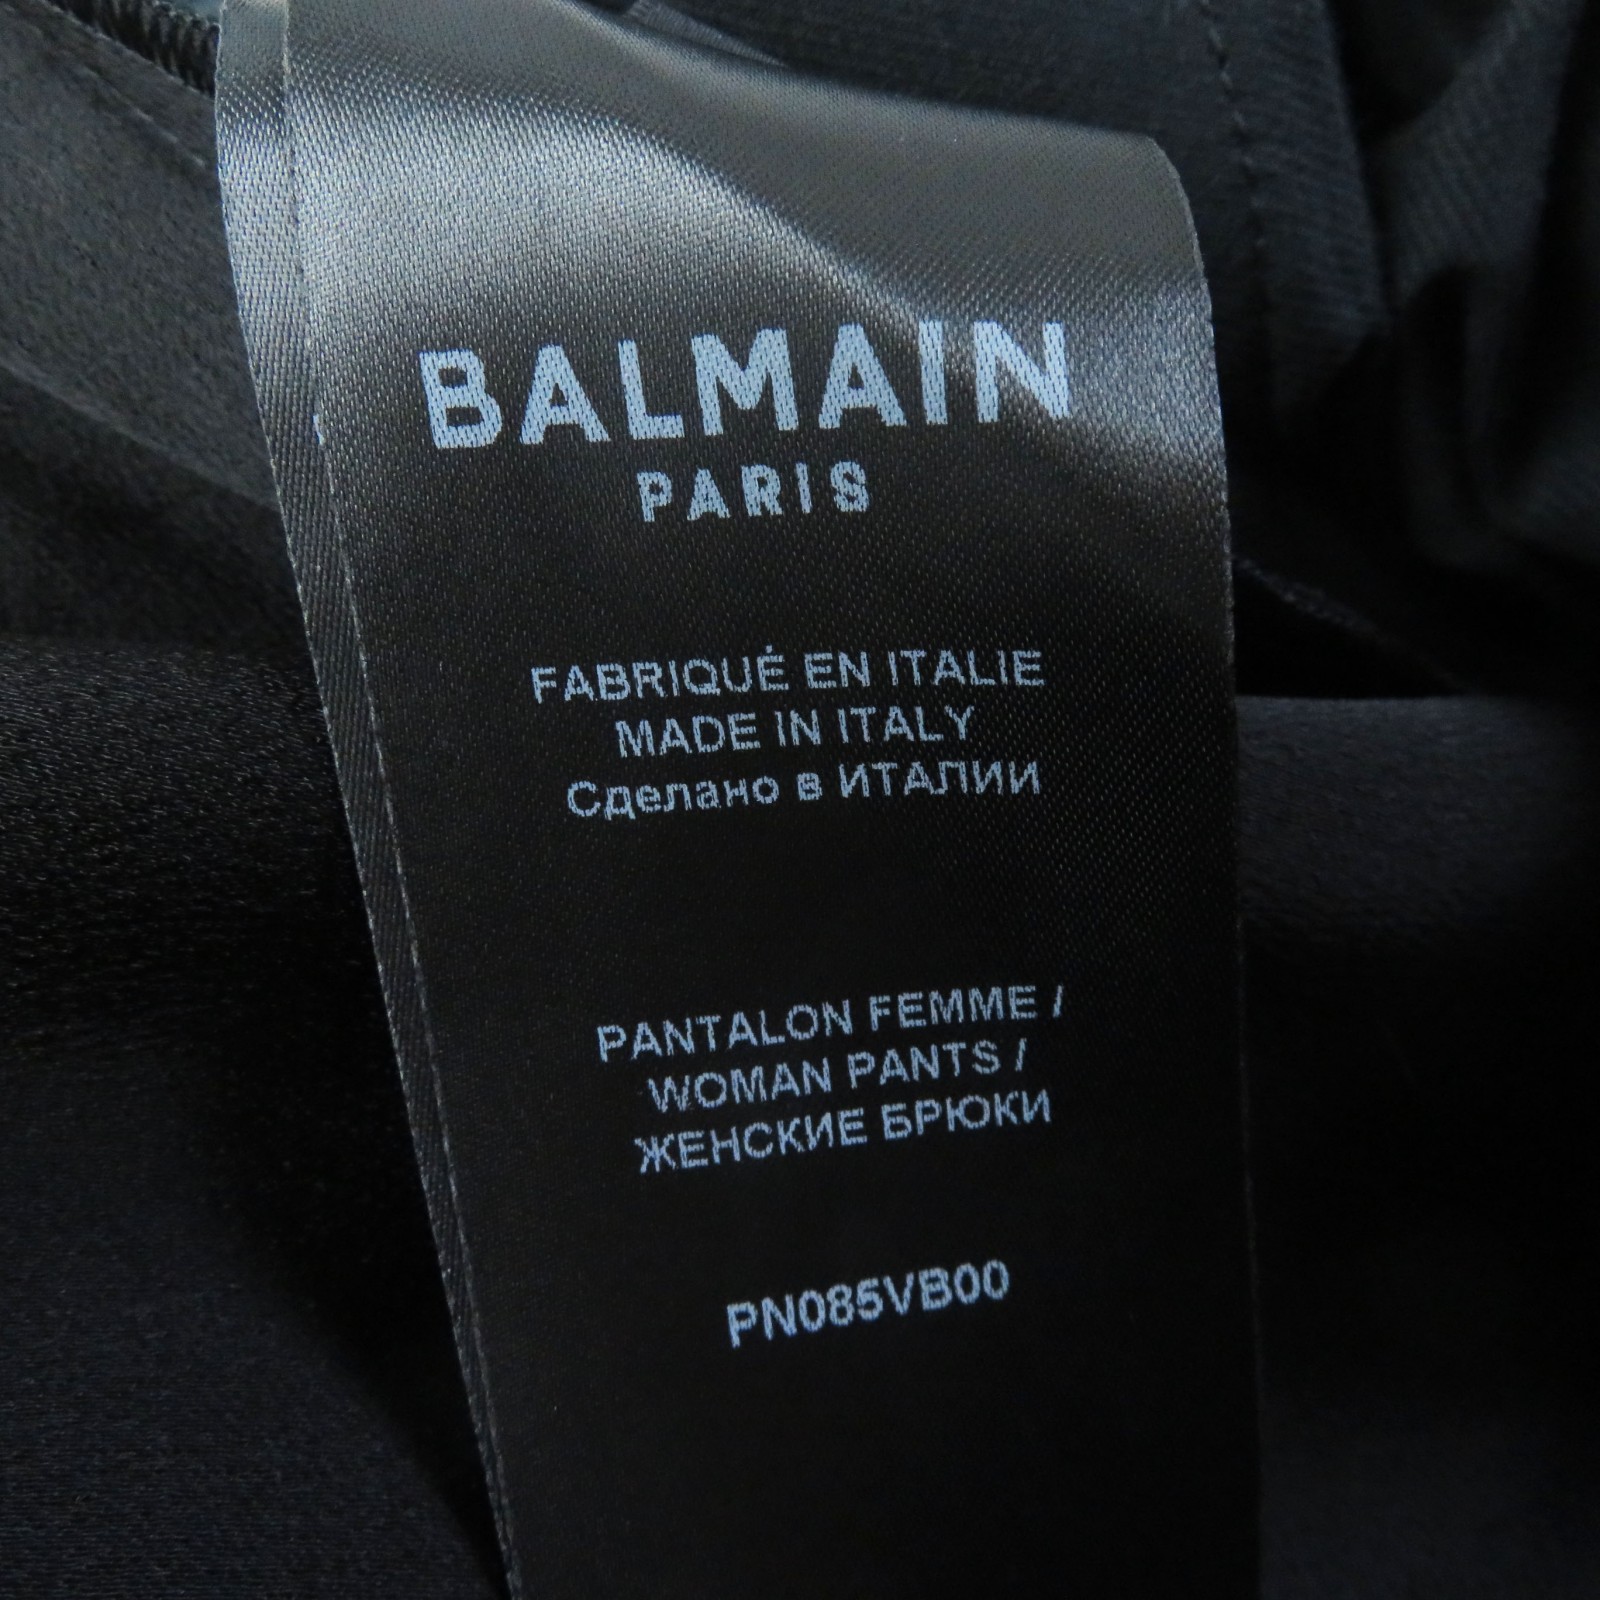 BALMAIN
PARIS
FABRIQUÉ EN ITALIE
MADE IN ITALY
Сделано в ИТАЛИИ
PANTALON FEMME /
WOMAN PANTS /
ЖЕНСКИЕ БРЮКИ
PN085VB00